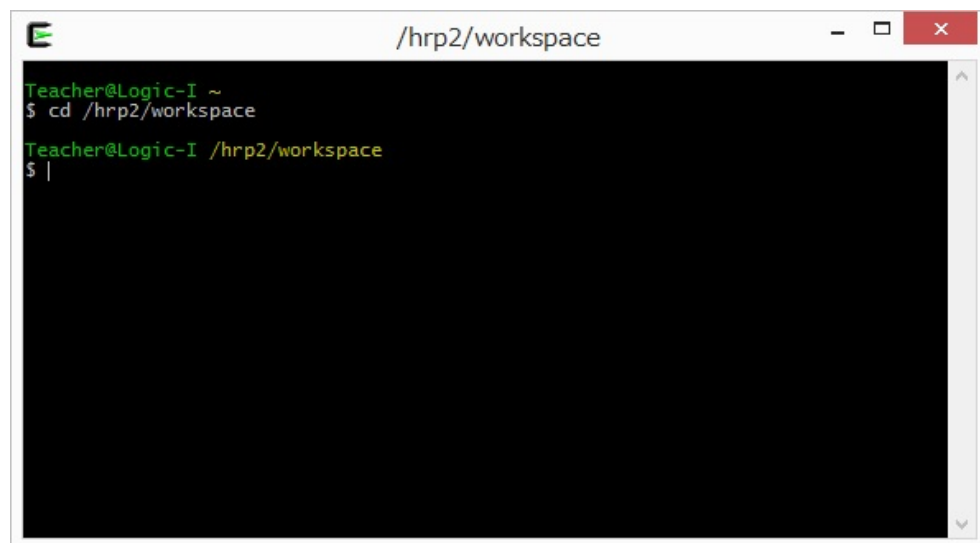 /hrp2/workspace
Teacher@Logic-I ~
$ cd /hrp2/workspace
Teacher@Logic-I /hrp2/workspace
$